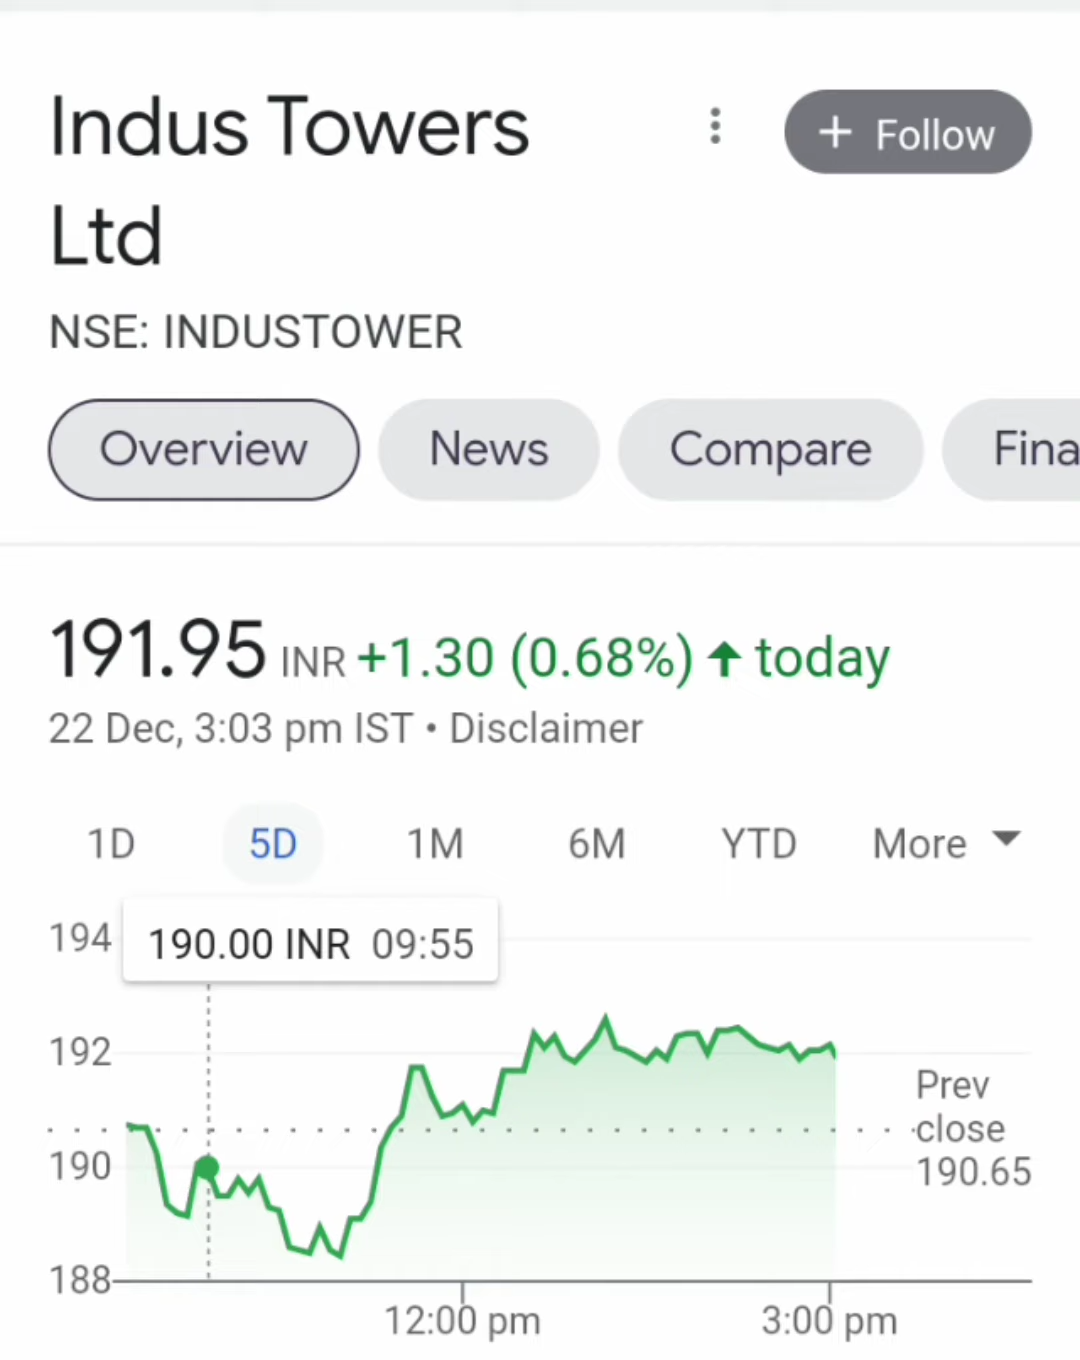 Indus Towers
Ltd
+ Follow
NSE: INDUSTOWER
Overview News Compare Fina
191.95 INR +1.30 (0.68%) ↑ today
22 Dec, 3:03 pm IST • Disclaimer
1D 5D 1M 6M YTD More
194
190.00 INR 09:55
192
Prev
close
190.65
190
188
12:00 pm 3:00 pm